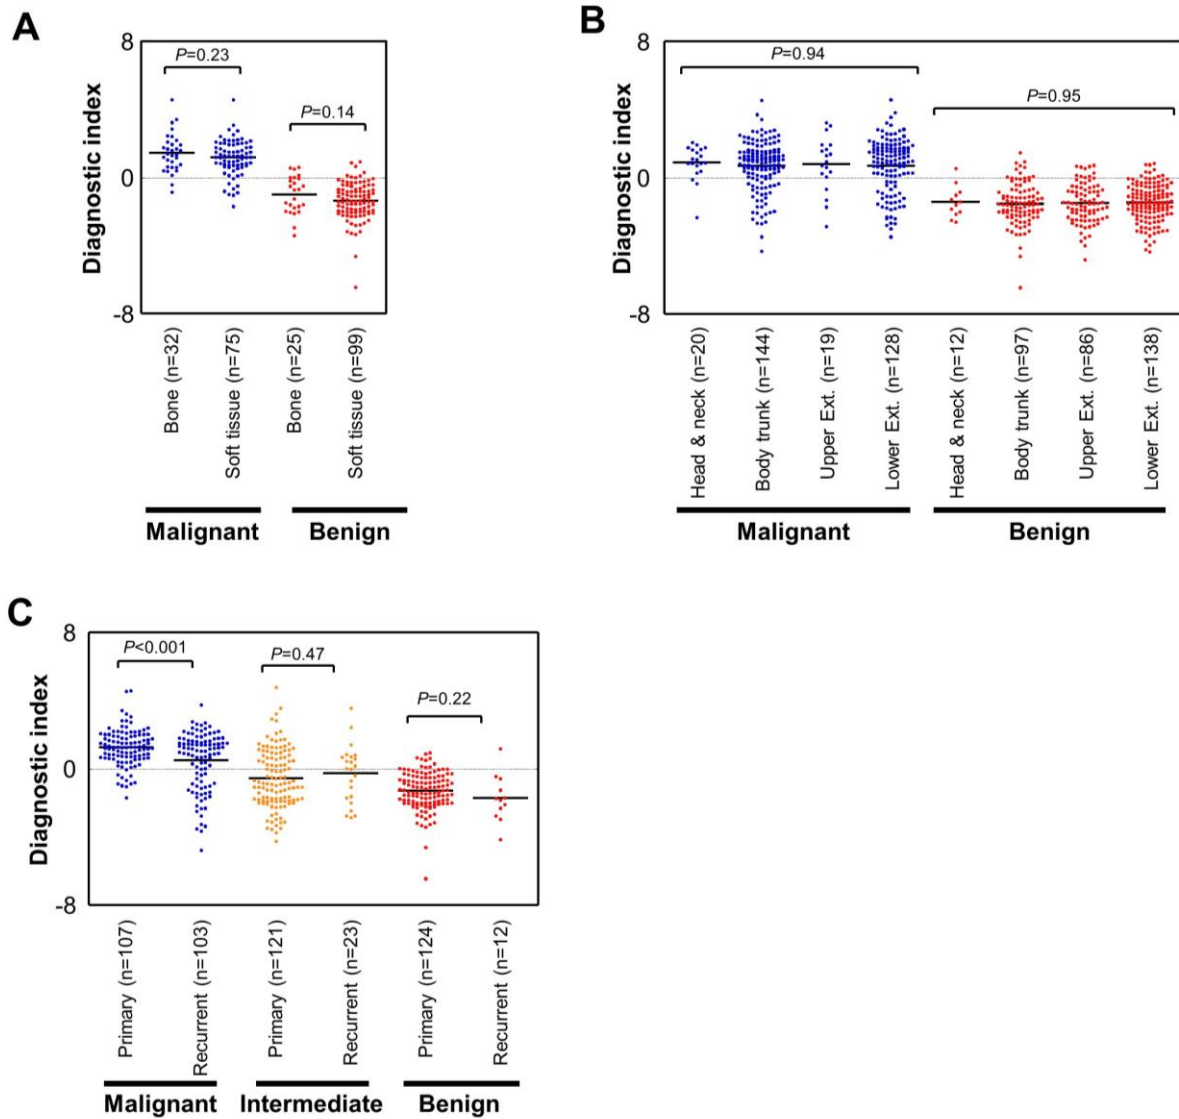 A
8
P=0.23
P=0.14
Diagnostic index
0
-8
Bone (n=32)
Soft tissue (n=75)
Bone (n=25)
Soft tissue (n=99)
Malignant
Benign
B
8
P=0.94
P=0.95
Diagnostic index
0
-8
Head & neck (n=20)
Body trunk (n=144)
Upper Ext. (n=19)
Lower Ext. (n=128)
Head & neck (n=12)
Body trunk (n=97)
Upper Ext. (n=86)
Lower Ext. (n=138)
Malignant
Benign
C
8
P<0.001
P=0.47
P=0.22
Diagnostic index
0
-8
Primary (n=107)
Recurrent (n=103)
Primary (n=121)
Recurrent (n=23)
Primary (n=124)
Recurrent (n=12)
Malignant
Intermediate
Benign